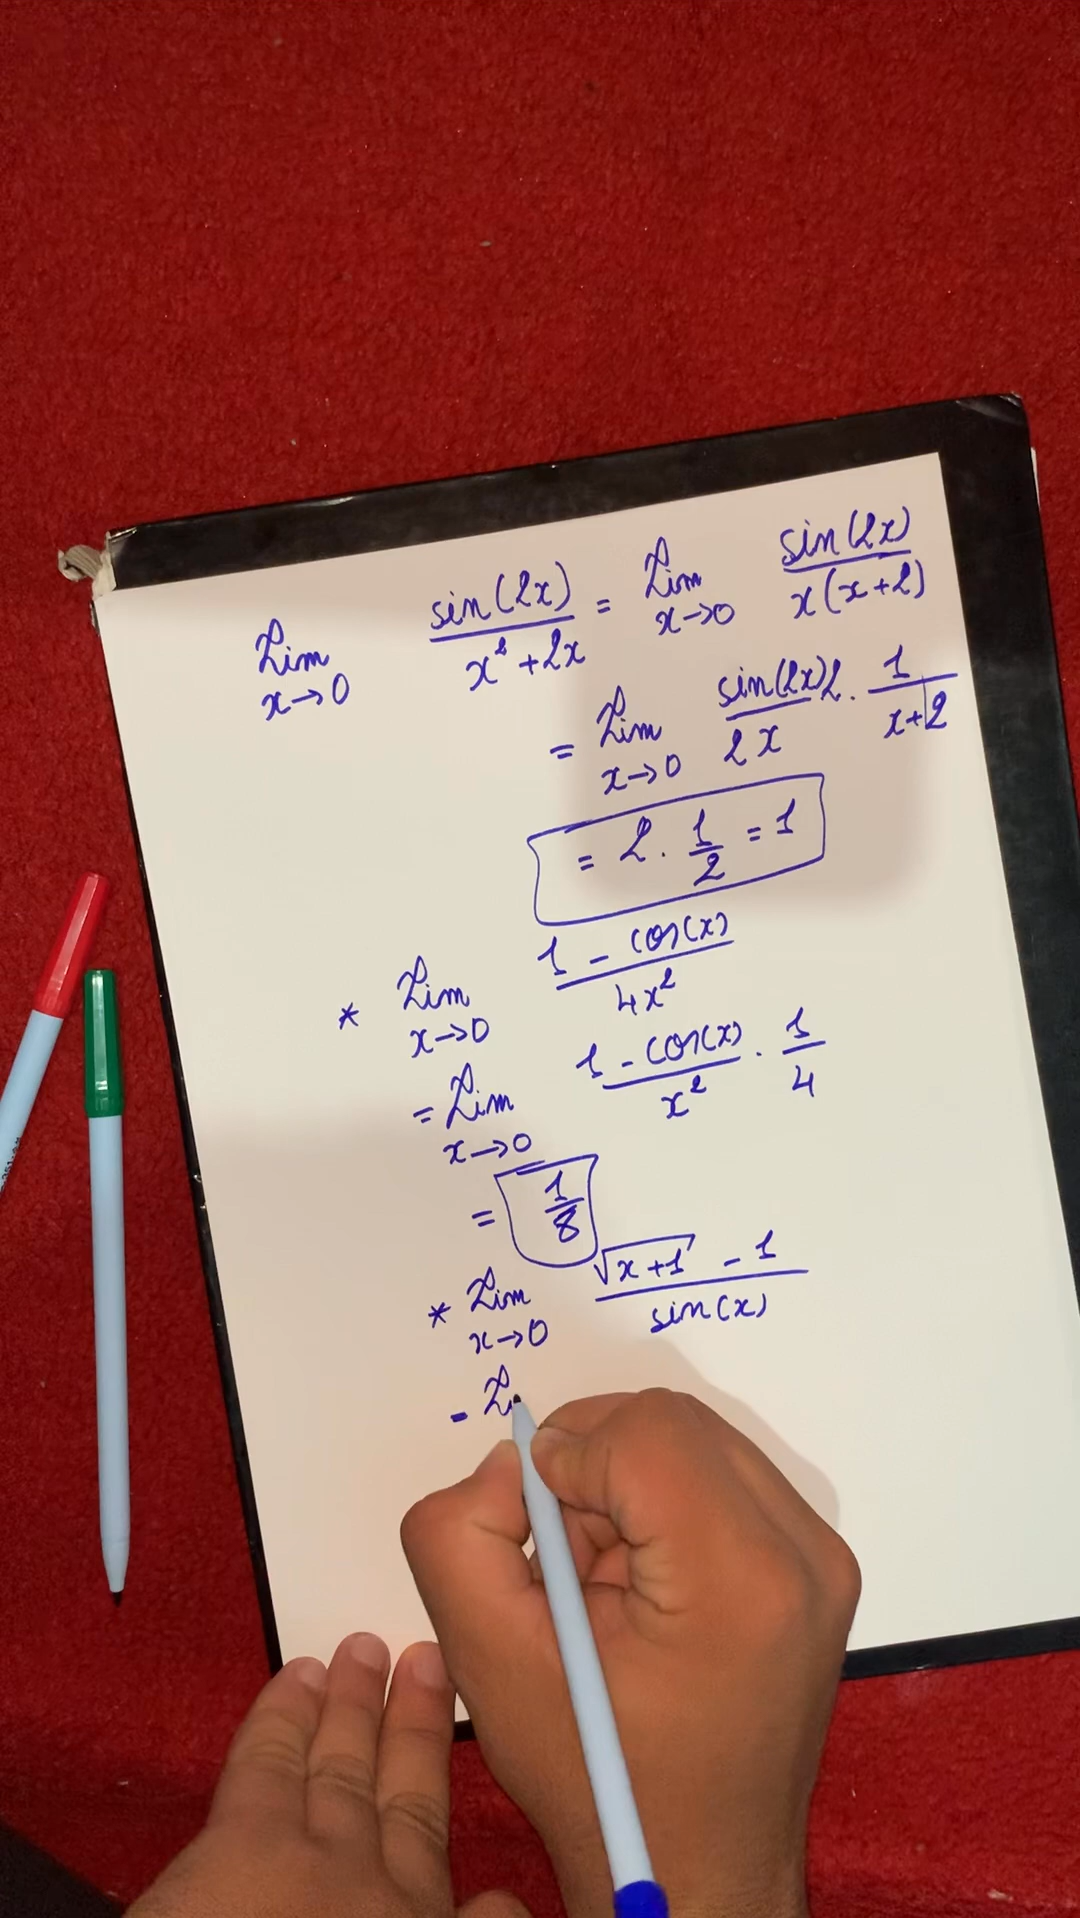 Lim x→0 sin(2x)/(x² + 2x) = Lim x→0 sin(2x)/(x(x+2))
= Lim x→0 sin(2x)/(2x) 2 . 1/(x+2)
= 2 . 1/2 = 1
* Lim x→0 (1 - cos(x))/(4x²)
= Lim x→0 (1 - cos(x))/(x²) . 1/4
= 1/8
* Lim x→0 (√(x+1) - 1)/(sin(x))
= Li